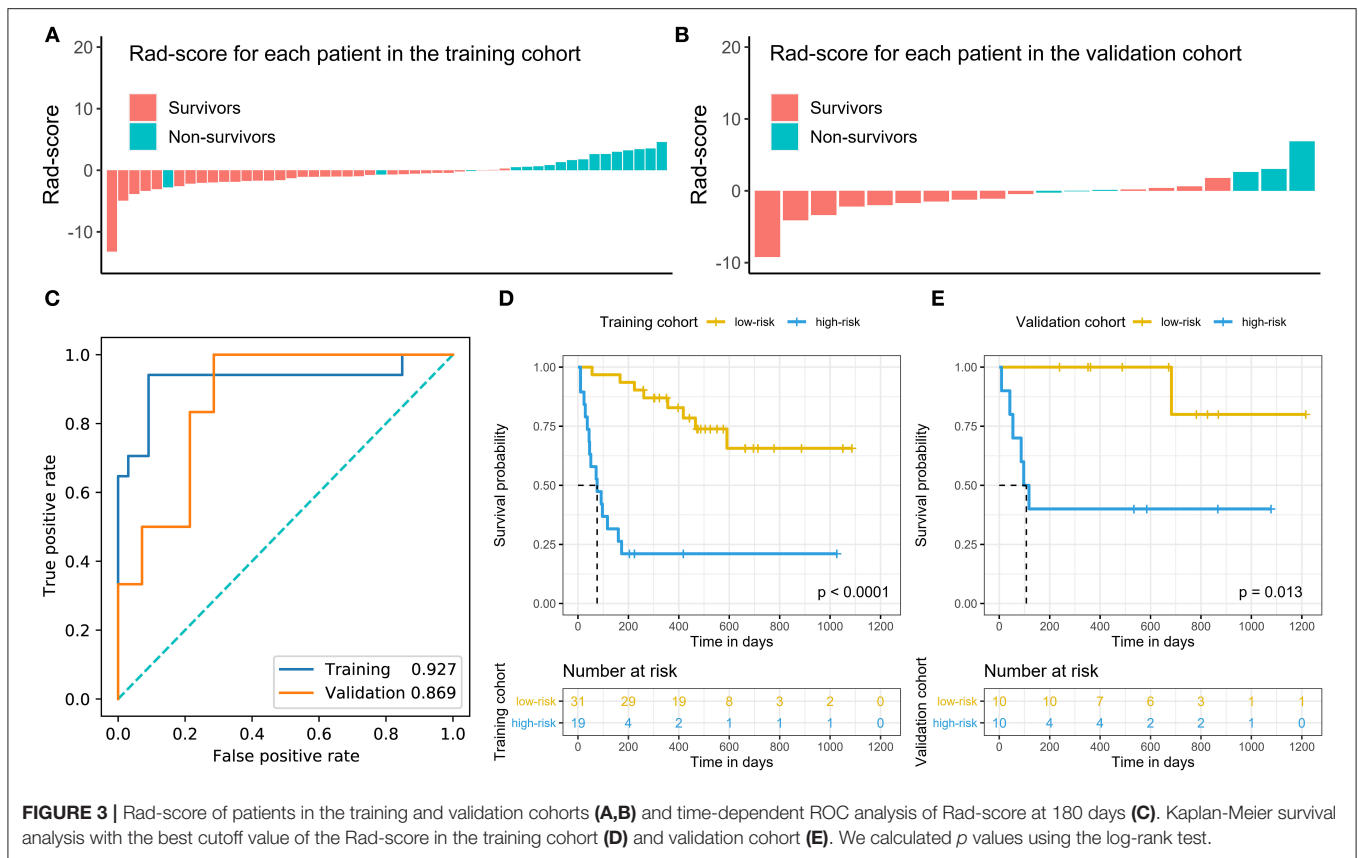 A
Rad-score for each patient in the training cohort
Survivors
Non-survivors
Rad-score
20
10
0
-10
B
Rad-score for each patient in the validation cohort
Survivors
Non-survivors
Rad-score
20
10
0
-10
C
True positive rate
1.0
0.8
0.6
0.4
0.2
0.0
Training 0.927
Validation 0.869
0.0 0.2 0.4 0.6 0.8 1.0
False positive rate
D
Training cohort low-risk high-risk
Survival probability
1.00
0.75
0.50
0.25
0.00
p < 0.0001
0 200 400 600 800 1000 1200
Time in days
Number at risk
Training cohort
low-risk 31 29 19 8 3 2 0
high-risk 19 4 2 1 1 1 0
0 200 400 600 800 1000 1200
Time in days
E
Validation cohort low-risk high-risk
Survival probability
1.00
0.75
0.50
0.25
0.00
p = 0.013
0 200 400 600 800 1000 1200
Time in days
Number at risk
Validation cohort
low-risk 10 10 7 6 3 1 1
high-risk 10 4 4 2 2 1 0
0 200 400 600 800 1000 1200
Time in days
FIGURE 3 | Rad-score of patients in the training and validation cohorts (A,B) and time-dependent ROC analysis of Rad-score at 180 days (C). Kaplan-Meier survival
analysis with the best cutoff value of the Rad-score in the training cohort (D) and validation cohort (E). We calculated p values using the log-rank test.